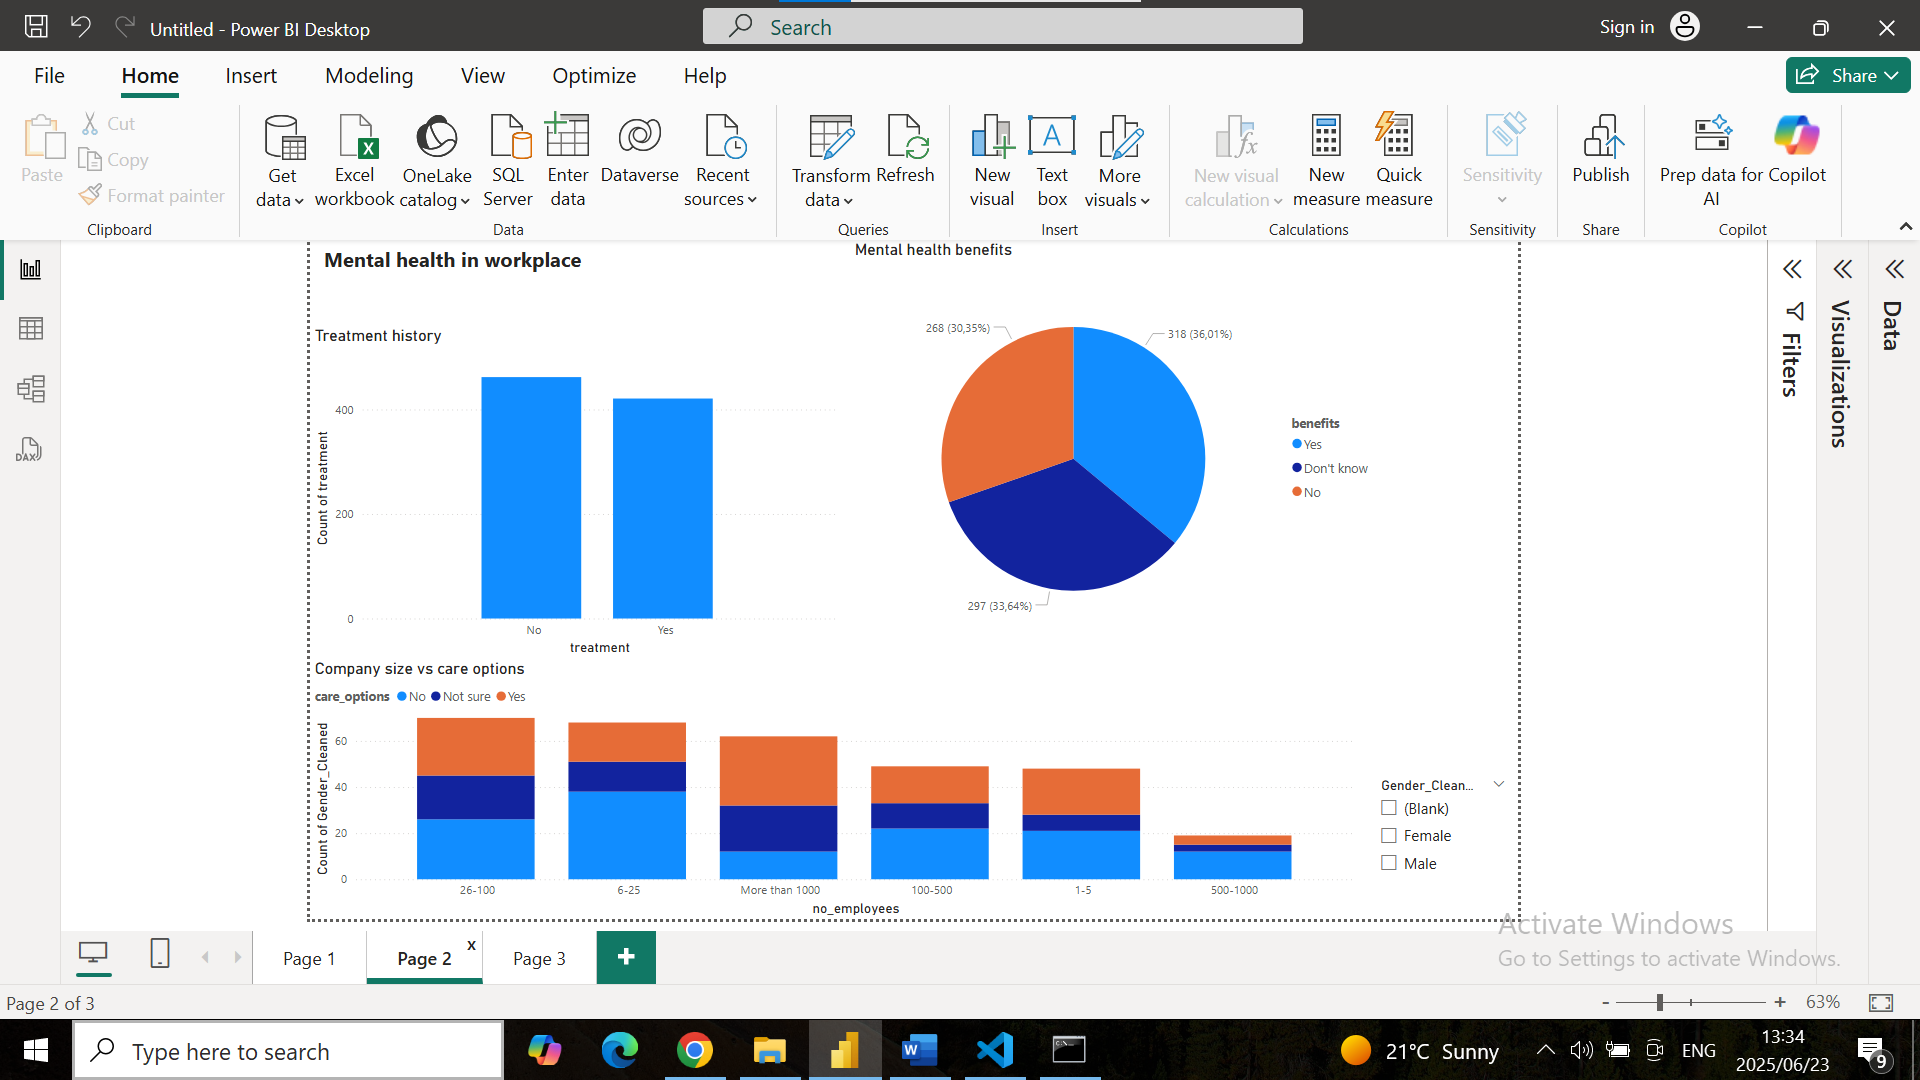 Untitled - Power BI Desktop
Search
Sign in
File
Home
Insert
Modeling
View
Optimize
Help
Share
Paste
Cut
Copy
Format painter
Clipboard
Get data
Excel workbook
OneLake catalog
SQL Server
Enter data
Dataverse
Recent sources
Data
Transform data
Refresh
Queries
New visual
Text box
More visuals
Insert
New visual calculation
New measure
Quick measure
Calculations
Sensitivity
Sensitivity
Publish
Share
Prep data for AI
Copilot
Copilot
Mental health in workplace
Treatment history
Count of treatment
400
200
0
No
Yes
treatment
Mental health benefits
268 (30,35%)
318 (36,01%)
297 (33,64%)
benefits
Yes
Don't know
No
Company size vs care options
care_options
No
Not sure
Yes
Count of Gender_Cleaned
60
40
20
0
26-100
6-25
More than 1000
100-500
1-5
500-1000
no_employees
Gender_Clean...
(Blank)
Female
Male
Filters
Visualizations
Data
DAX
Activate Windows
Go to Settings to activate Windows.
Page 1
Page 2
x
Page 3
+
Page 2 of 3
-
+
63%
Type here to search
21°C Sunny
ENG
13:34
2025/06/23
9